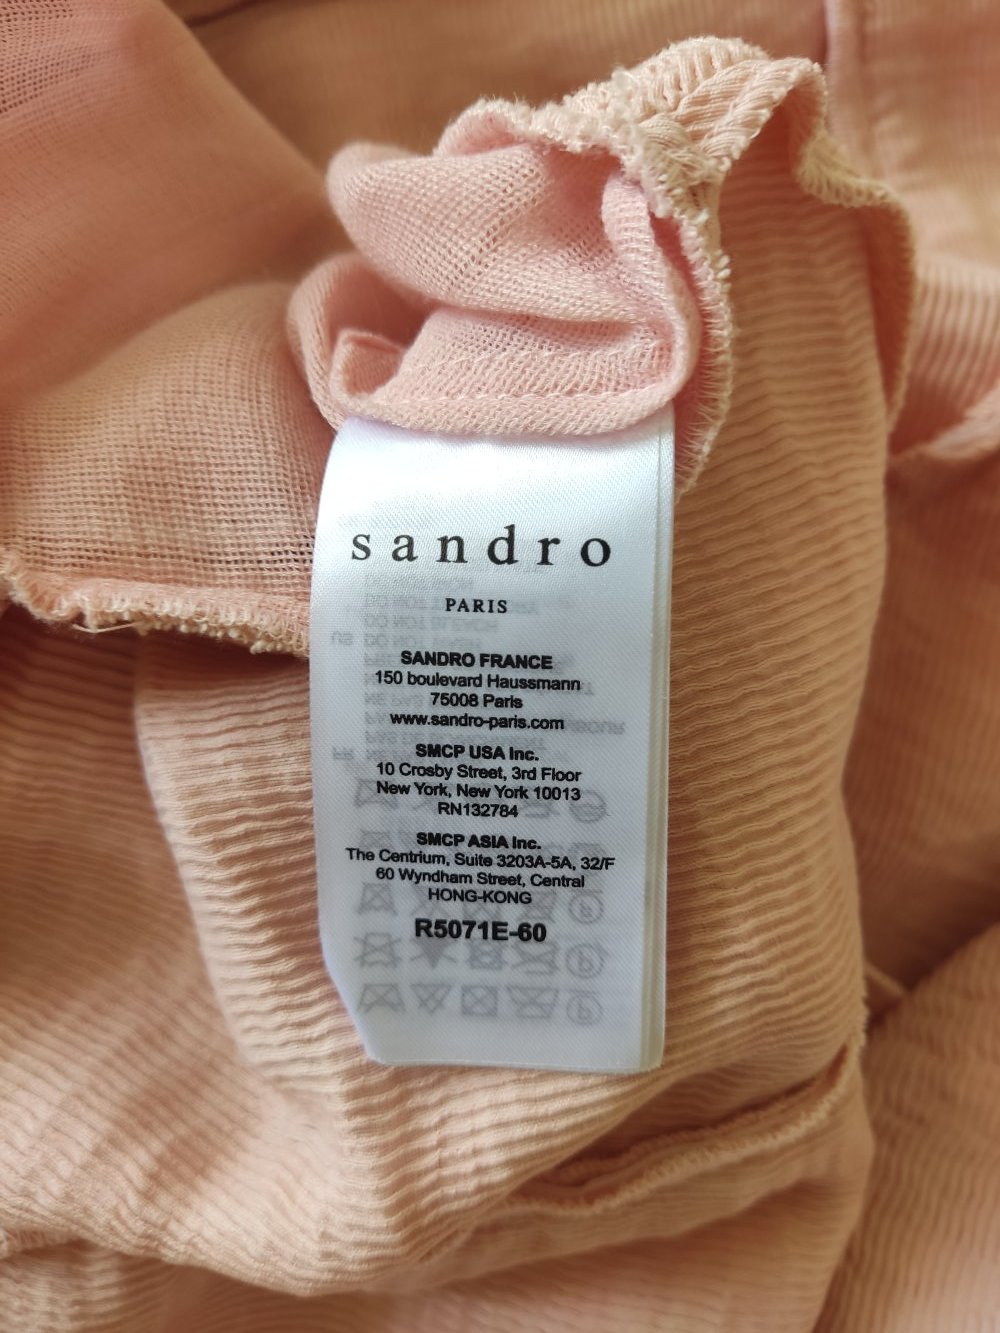 sandro
PARIS
SANDRO FRANCE
150 boulevard Haussmann
75008 Paris
www.sandro-paris.com
SMCP USA Inc.
10 Crosby Street, 3rd Floor
New York, New York 10013
RN132784
SMCP ASIA Inc.
The Centrium, Suite 3203A-5A, 32/F
60 Wyndham Street, Central
HONG-KONG
R5071E-60